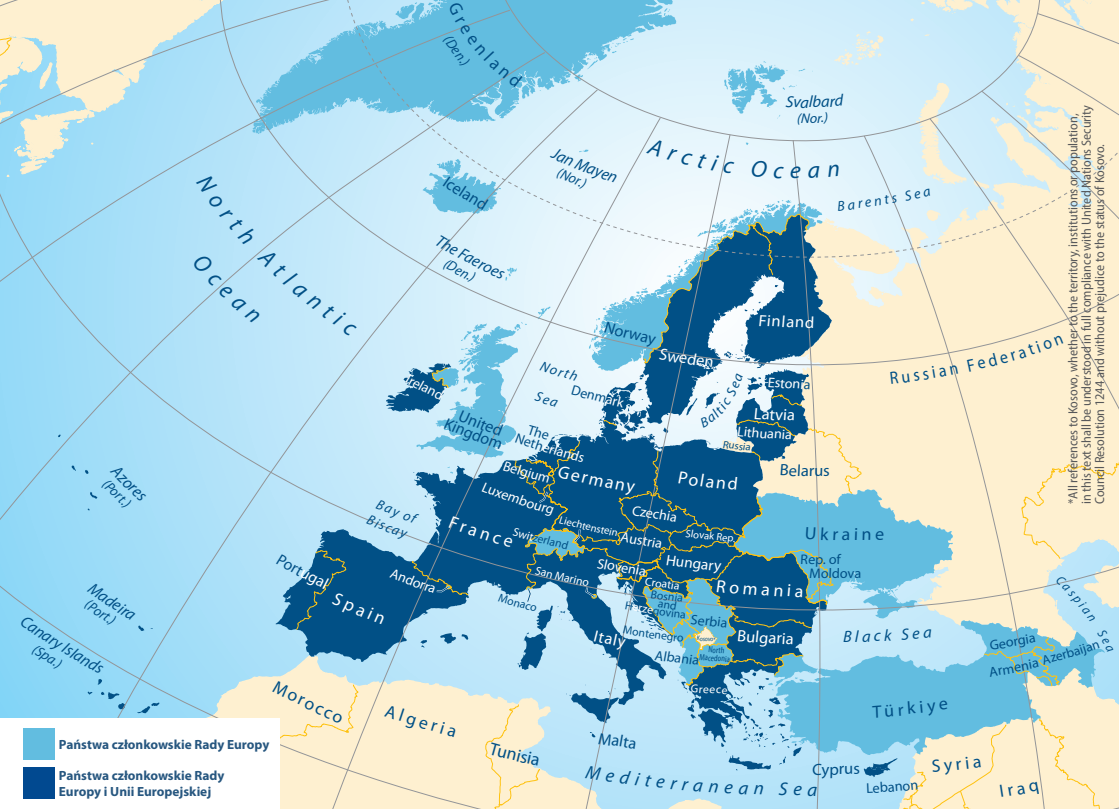 Greenland
(Den.)
Svalbard
(Nor.)
Jan Mayen
(Nor.)
Arctic Ocean
Barents Sea
Iceland
North Atlantic
Ocean
The Faeroes
(Den.)
Norway
Sweden
Finland
Russian Federation
North
Sea
Baltic Sea
Denmark
Estonia
Latvia
Lithuania
Russia
Ireland
United
Kingdom
The
Netherlands
Belgium
Luxembourg
Germany
Poland
Belarus
Czechia
Slovak Rep.
Ukraine
Rep. of
Moldova
Azores
(Port.)
Bay of
Biscay
France
Switzerland
Liechtenstein
Austria
Hungary
Slovenia
Croatia
Romania
Bosnia
and
Herzegovina
Serbia
San Marino
Monaco
Andorra
Portugal
Spain
Italy
Montenegro
Kosovo*
Bulgaria
Albania
North
Macedonia
Greece
Black Sea
Caspian Sea
Georgia
Armenia
Azerbaijan
Türkiye
Madeira
(Port.)
Canary Islands
(Spa.)
Morocco
Algeria
Tunisia
Malta
Mediterranean Sea
Cyprus
Lebanon
Syria
Iraq
*All references to Kosovo, whether to the territory, institutions or population,
in this text shall be understood in full compliance with United Nations Security
Council Resolution 1244 and without prejudice to the status of Kosovo.
Państwa członkowskie Rady Europy
Państwa członkowskie Rady
Europy i Unii Europejskiej